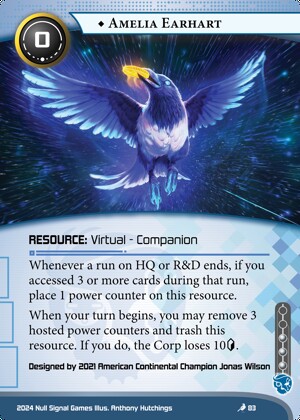 ◆ Amelia Earhart
0
RESOURCE: Virtual - Companion
Whenever a run on HQ or R&D ends, if you
accessed 3 or more cards during that run,
place 1 power counter on this resource.
When your turn begins, you may remove 3
hosted power counters and trash this
resource. If you do, the Corp loses 10
Designed by 2021 American Continental Champion Jonas Wilson
2024 Null Signal Games Illus. Anthony Hutchings
83